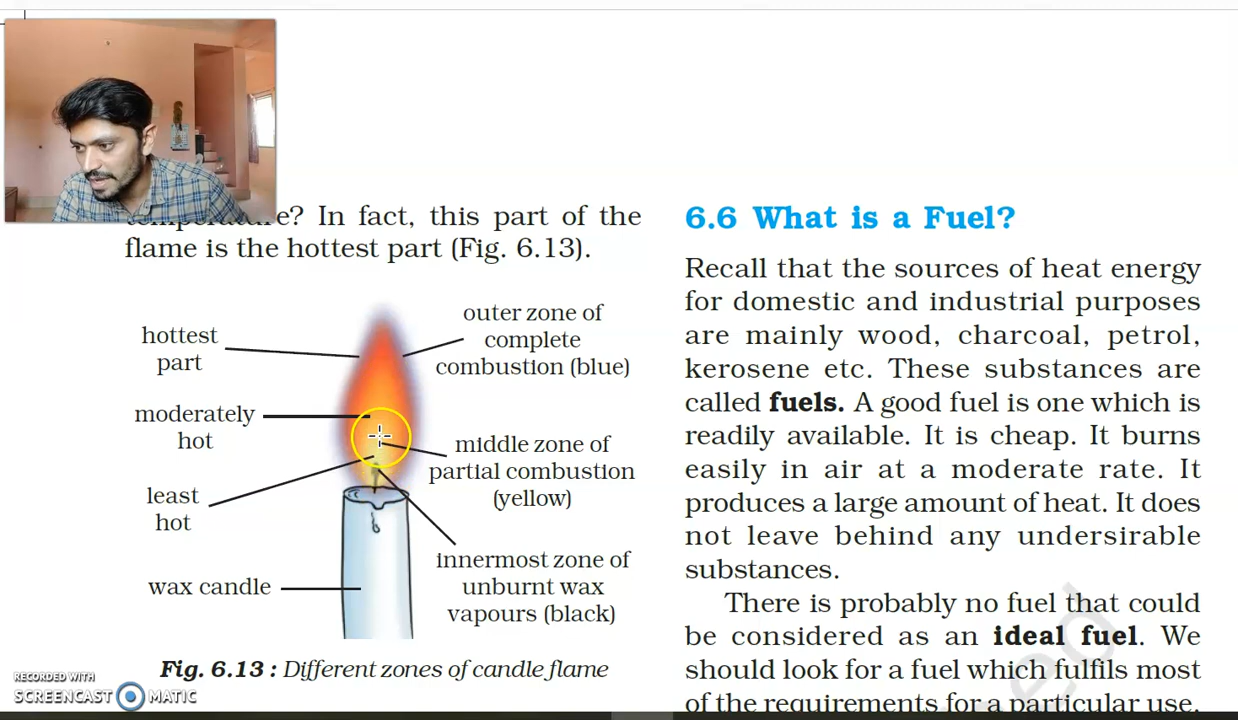 temperature? In fact, this part of the
flame is the hottest part (Fig. 6.13).
hottest
part
outer zone of
complete
combustion (blue)
moderately
hot
middle zone of
partial combustion
(yellow)
least
hot
innermost zone of
unburnt wax
vapours (black)
wax candle
Fig. 6.13 : Different zones of candle flame
6.6 What is a Fuel?
Recall that the sources of heat energy
for domestic and industrial purposes
are mainly wood, charcoal, petrol,
kerosene etc. These substances are
called fuels. A good fuel is one which is
readily available. It is cheap. It burns
easily in air at a moderate rate. It
produces a large amount of heat. It does
not leave behind any undersirable
substances.
There is probably no fuel that could
be considered as an ideal fuel. We
should look for a fuel which fulfils most
of the requirements for a particular use.
RECORDED WITH
SCREENCAST MATIC